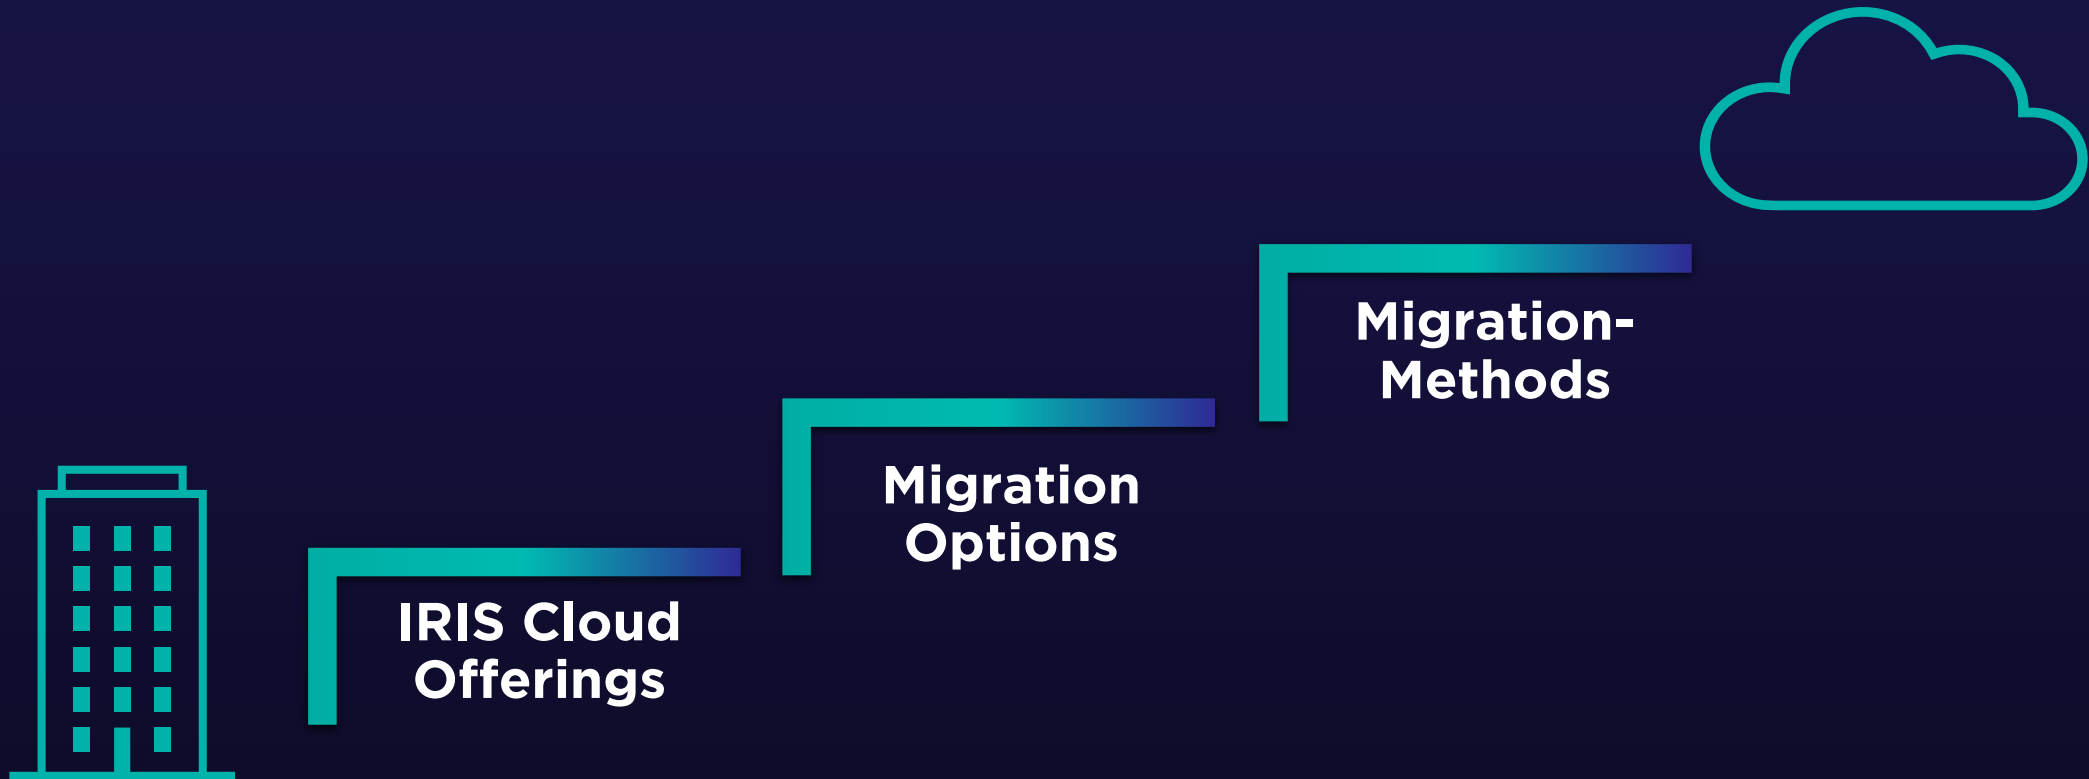 IRIS Cloud
Offerings
Migration
Options
Migration-
Methods